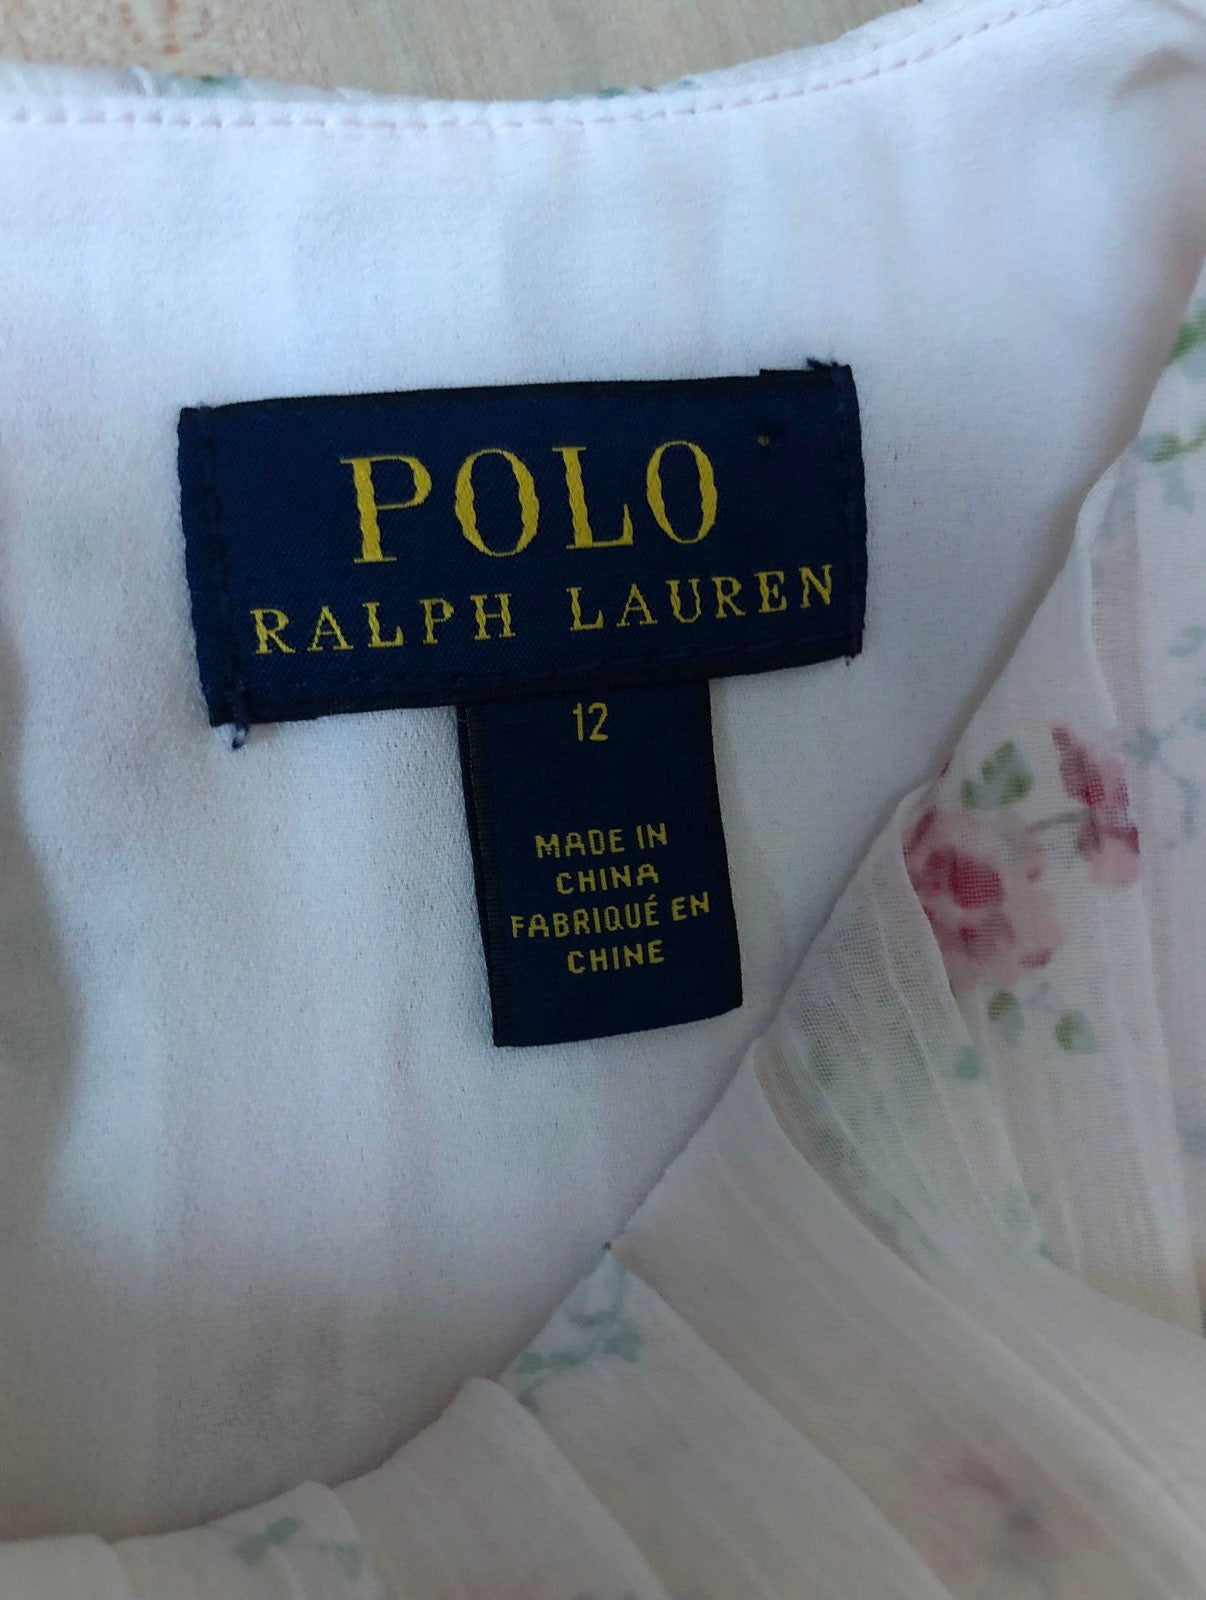 POLO
RALPH LAUREN
12
MADE IN
CHINA
FABRIQUÉ EN
CHINE